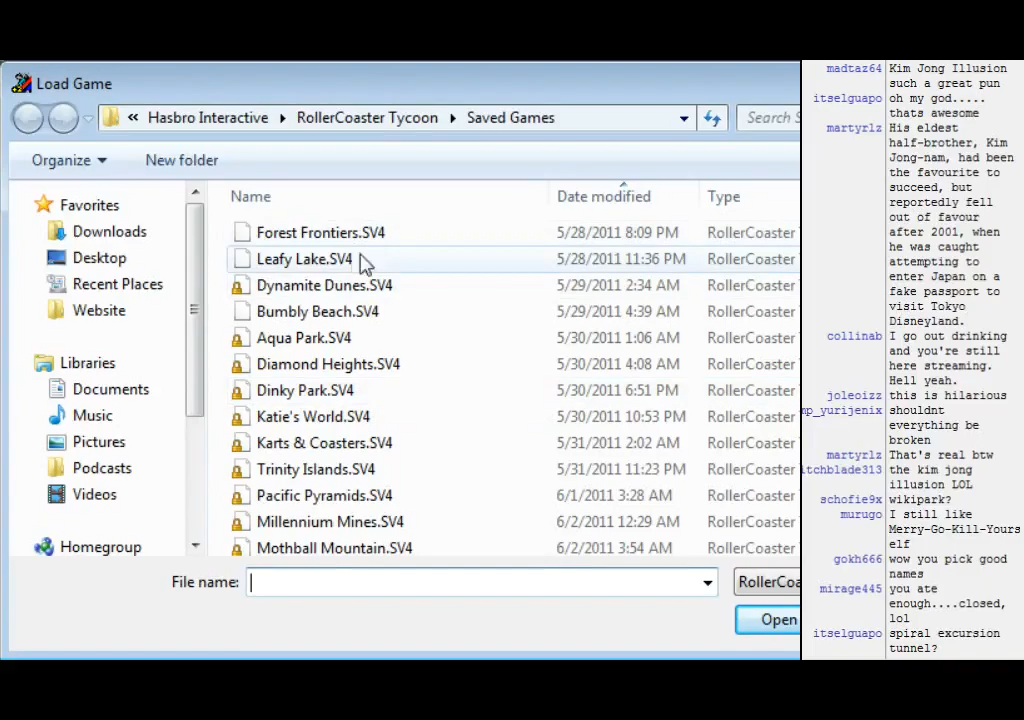 Load Game
« Hasbro Interactive ▸ RollerCoaster Tycoon ▸ Saved Games
Search S
Organize
New folder
Name Date modified Type
Favorites
Downloads
Desktop
Recent Places
Website
Libraries
Documents
Music
Pictures
Podcasts
Videos
Homegroup
Forest Frontiers.SV4 5/28/2011 8:09 PM RollerCoaster
Leafy Lake.SV4 5/28/2011 11:36 PM RollerCoaster
Dynamite Dunes.SV4 5/29/2011 2:34 AM RollerCoaster
Bumbly Beach.SV4 5/29/2011 4:39 AM RollerCoaster
Aqua Park.SV4 5/30/2011 1:06 AM RollerCoaster
Diamond Heights.SV4 5/30/2011 4:08 AM RollerCoaster
Dinky Park.SV4 5/30/2011 6:51 PM RollerCoaster
Katie's World.SV4 5/30/2011 10:53 PM RollerCoaster
Karts & Coasters.SV4 5/31/2011 2:02 AM RollerCoaster
Trinity Islands.SV4 5/31/2011 11:23 PM RollerCoaster
Pacific Pyramids.SV4 6/1/2011 3:28 AM RollerCoaster
Millennium Mines.SV4 6/2/2011 12:29 AM RollerCoaster
Mothball Mountain.SV4 6/2/2011 3:54 AM RollerCoaster
File name:
RollerCoa
Open
madtaz64 Kim Jong Illusion
such a great pun
itselguapo oh my god.....
thats awesome
martyrlz His eldest
half-brother, Kim
Jong-nam, had been
the favourite to
succeed, but
reportedly fell
out of favour
after 2001, when
he was caught
attempting to
enter Japan on a
fake passport to
visit Tokyo
Disneyland.
collinab I go out drinking
and you're still
here streaming.
Hell yeah.
joleoizz this is hilarious
mp_yurijenix shouldnt
everything be
broken
martyrlz That's real btw
itchblade313 the kim jong
illusion LOL
schofie9x wikipark?
murugo I still like
Merry-Go-Kill-Yours
elf
gokh666 wow you pick good
names
mirage445 you ate
enough....closed,
lol
itselguapo spiral excursion
tunnel?